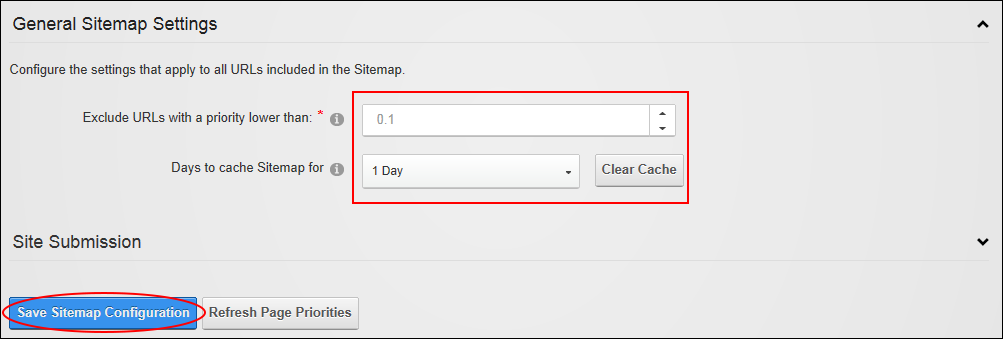 General Sitemap Settings
Configure the settings that apply to all URLs included in the Sitemap.
Exclude URLs with a priority lower than: * 0.1
Days to cache Sitemap for 1 Day Clear Cache
Site Submission
Save Sitemap Configuration Refresh Page Priorities